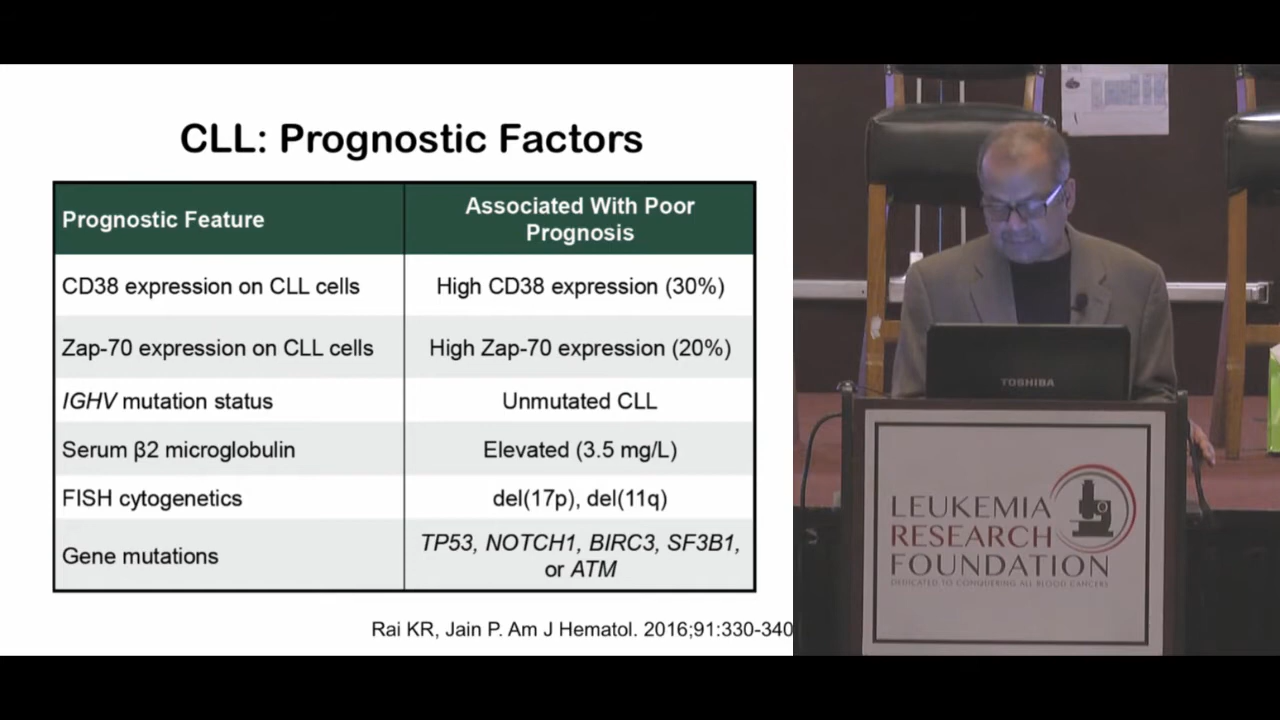 CLL: Prognostic Factors
Prognostic Feature
Associated With Poor
Prognosis
CD38 expression on CLL cells
High CD38 expression (30%)
Zap-70 expression on CLL cells
High Zap-70 expression (20%)
IGHV mutation status
Unmutated CLL
Serum β2 microglobulin
Elevated (3.5 mg/L)
FISH cytogenetics
del(17p), del(11q)
Gene mutations
TP53, NOTCH1, BIRC3, SF3B1,
or ATM
Rai KR, Jain P. Am J Hematol. 2016;91:330-340
TOSHIBA
LEUKEMIA
RESEARCH
FOUNDATION
DEDICATED TO CONQUERING ALL BLOOD CANCERS